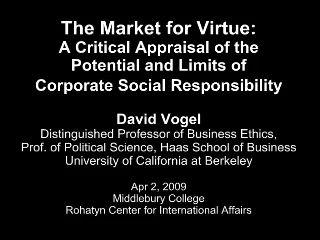 The Market for Virtue:
A Critical Appraisal of the
Potential and Limits of
Corporate Social Responsibility
David Vogel
Distinguished Professor of Business Ethics,
Prof. of Political Science, Haas School of Business
University of California at Berkeley
Apr 2, 2009
Middlebury College
Rohatyn Center for International Affairs